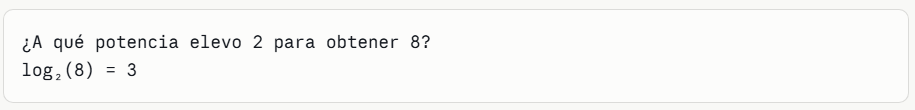 ¿A qué potencia elevo 2 para obtener 8?
log₂(8) = 3